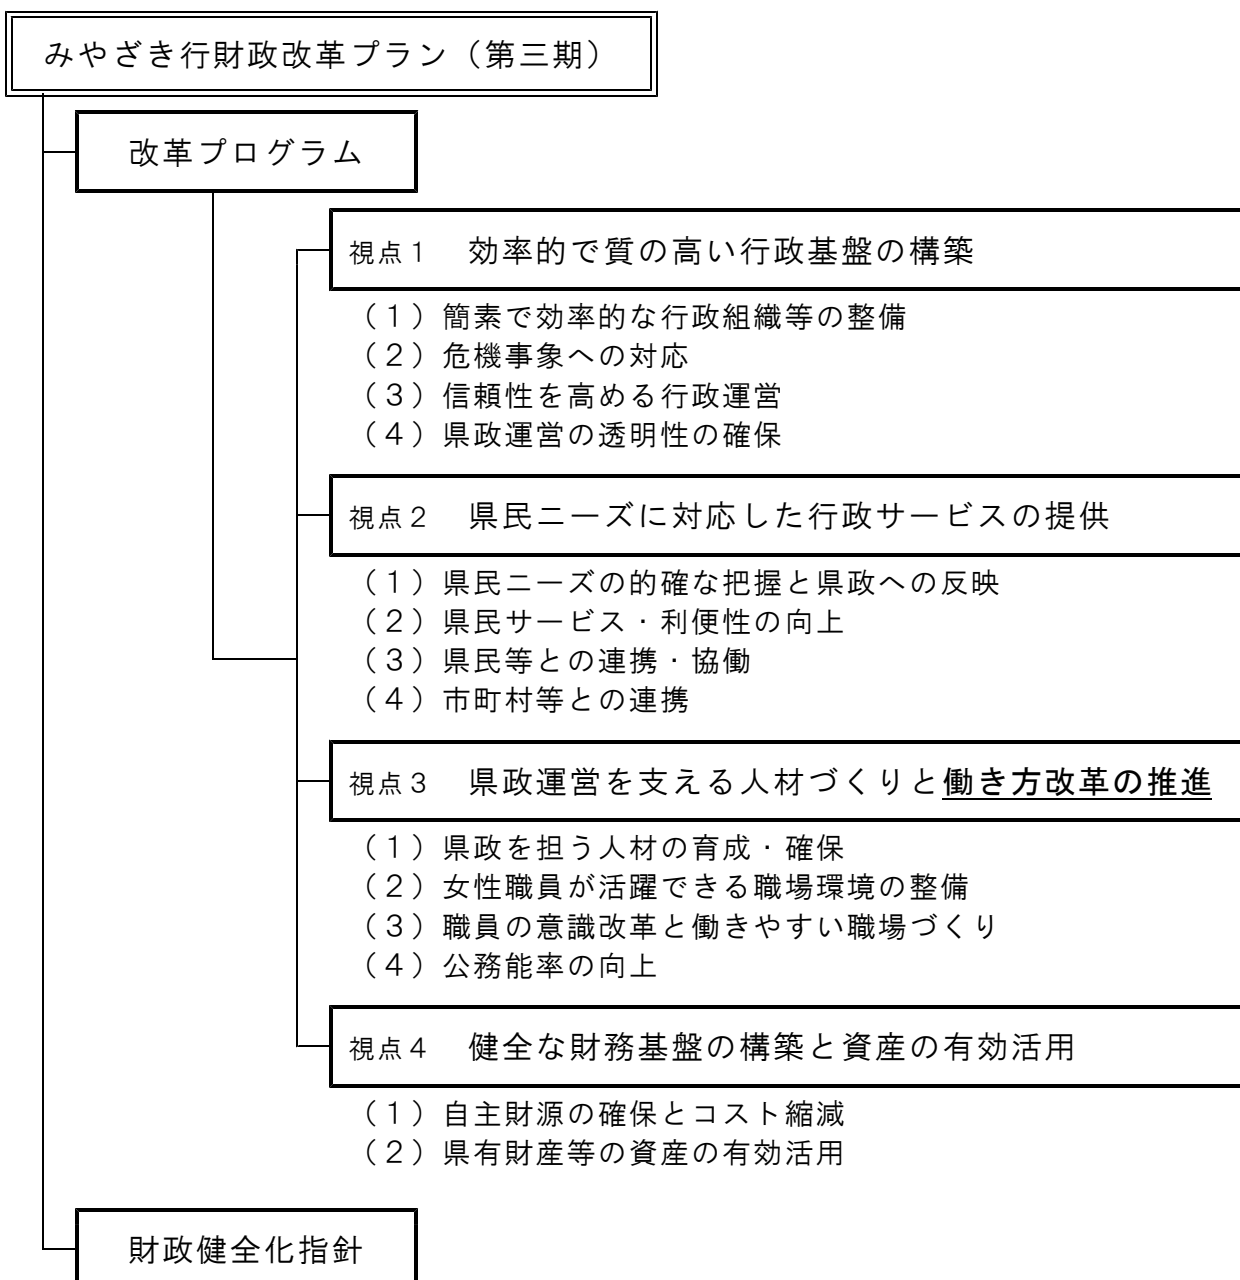 みやざき行財政改革プラン（第三期）
改革プログラム
視点１　効率的で質の高い行政基盤の構築
（１）簡素で効率的な行政組織等の整備
（２）危機事象への対応
（３）信頼性を高める行政運営
（４）県政運営の透明性の確保
視点２　県民ニーズに対応した行政サービスの提供
（１）県民ニーズの的確な把握と県政への反映
（２）県民サービス・利便性の向上
（３）県民等との連携・協働
（４）市町村等との連携
視点３　県政運営を支える人材づくりと働き方改革の推進
（１）県政を担う人材の育成・確保
（２）女性職員が活躍できる職場環境の整備
（３）職員の意識改革と働きやすい職場づくり
（４）公務能率の向上
視点４　健全な財務基盤の構築と資産の有効活用
（１）自主財源の確保とコスト縮減
（２）県有財産等の資産の有効活用
財政健全化指針